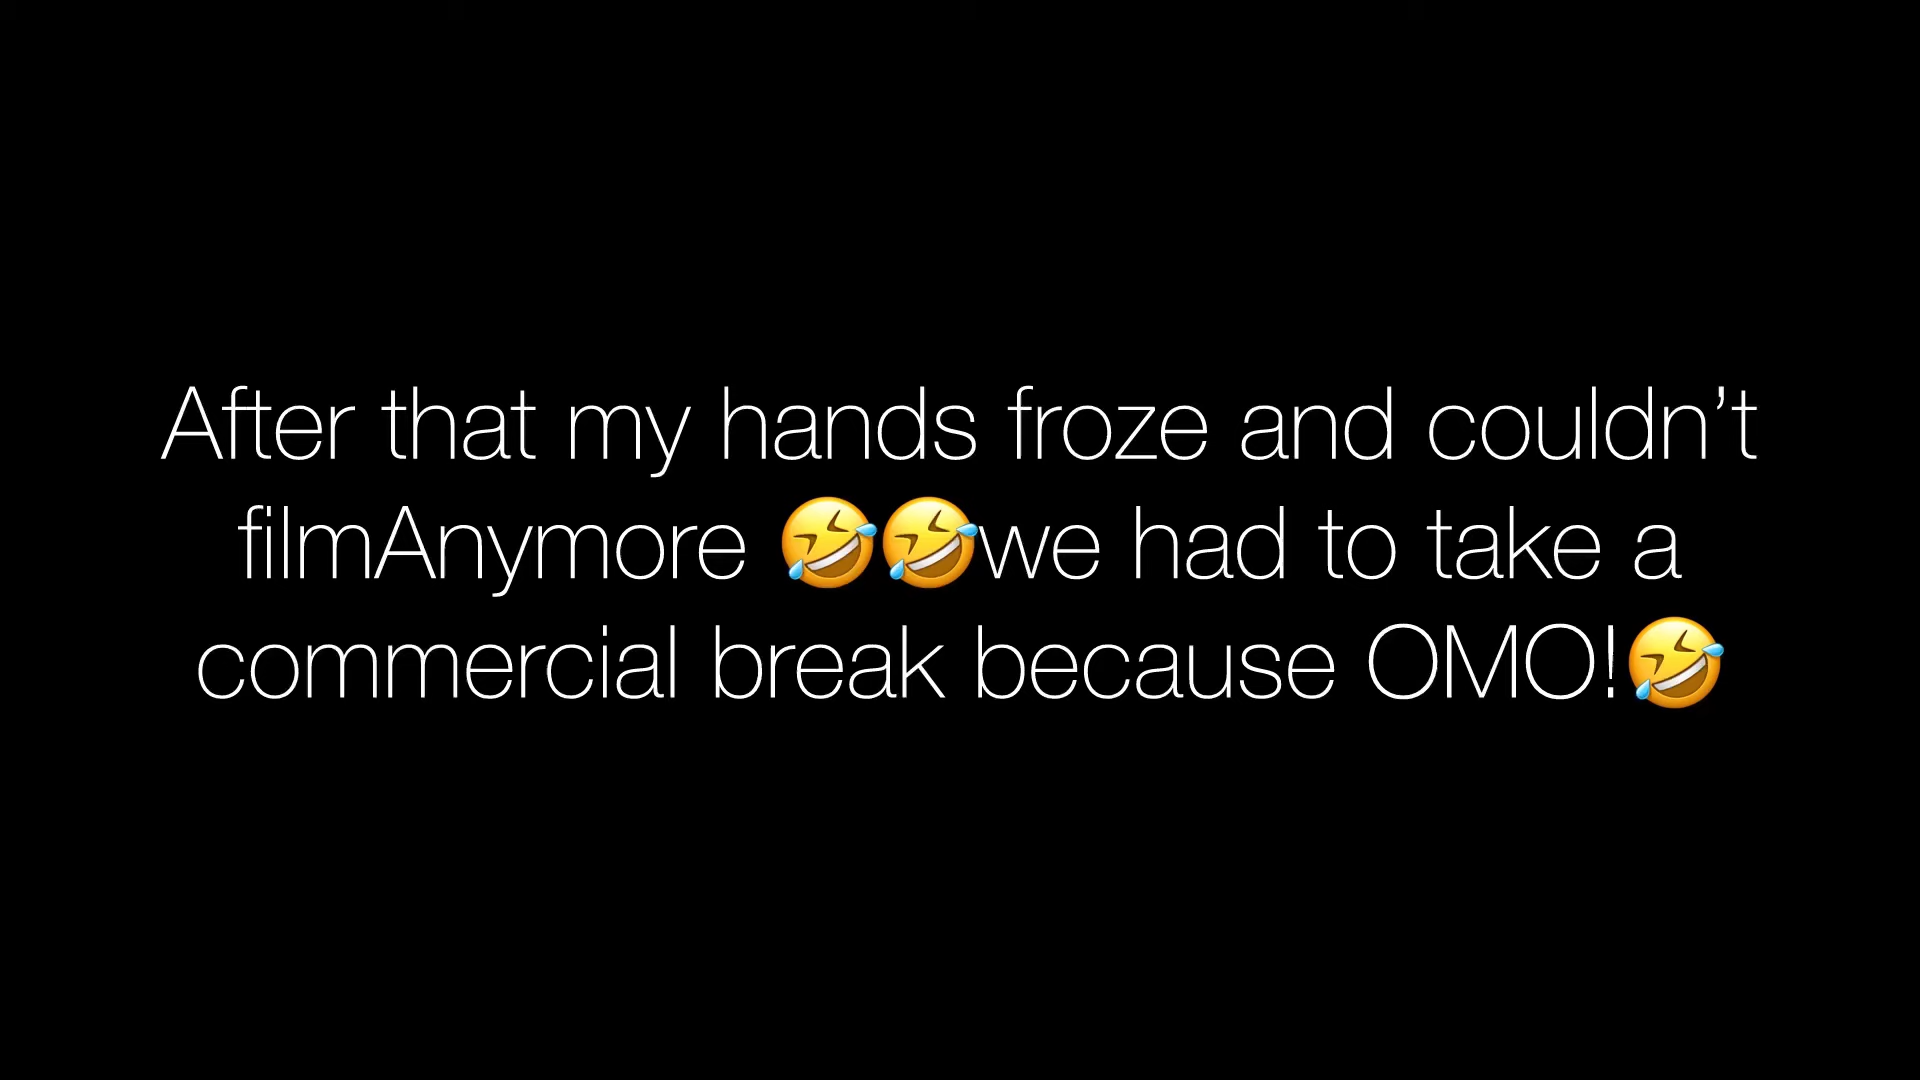 After that my hands froze and couldn’t
filmAnymore 🤣🤣we had to take a
commercial break because OMO!🤣